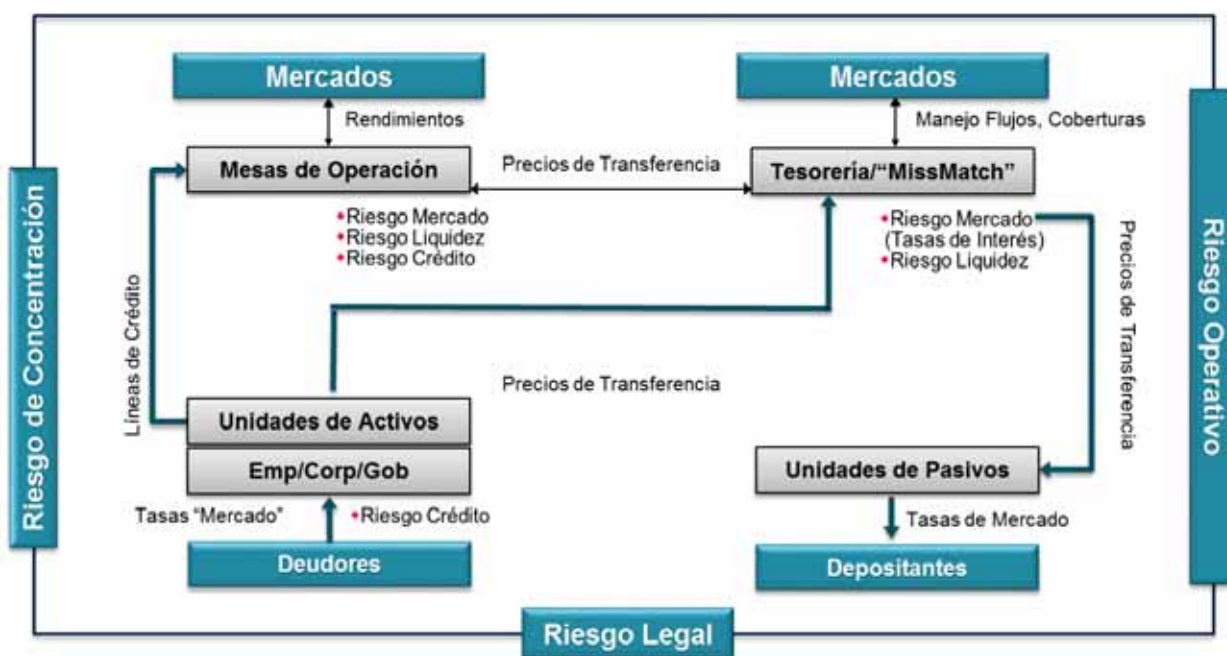 Mercados
Mercados
Rendimientos
Manejo Flujos, Coberturas
Mesas de Operación
Precios de Transferencia
Tesorería/“MissMatch”
Riesgo Mercado
Riesgo Liquidez
Riesgo Crédito
Riesgo Mercado
(Tasas de Interés)
Riesgo Liquidez
Precios de Transferencia
Riesgo Operativo
Riesgo de Concentración
Líneas de Crédito
Precios de Transferencia
Unidades de Activos
Emp/Corp/Gob
Unidades de Pasivos
Tasas “Mercado”
Riesgo Crédito
Tasas de Mercado
Deudores
Depositantes
Riesgo Legal